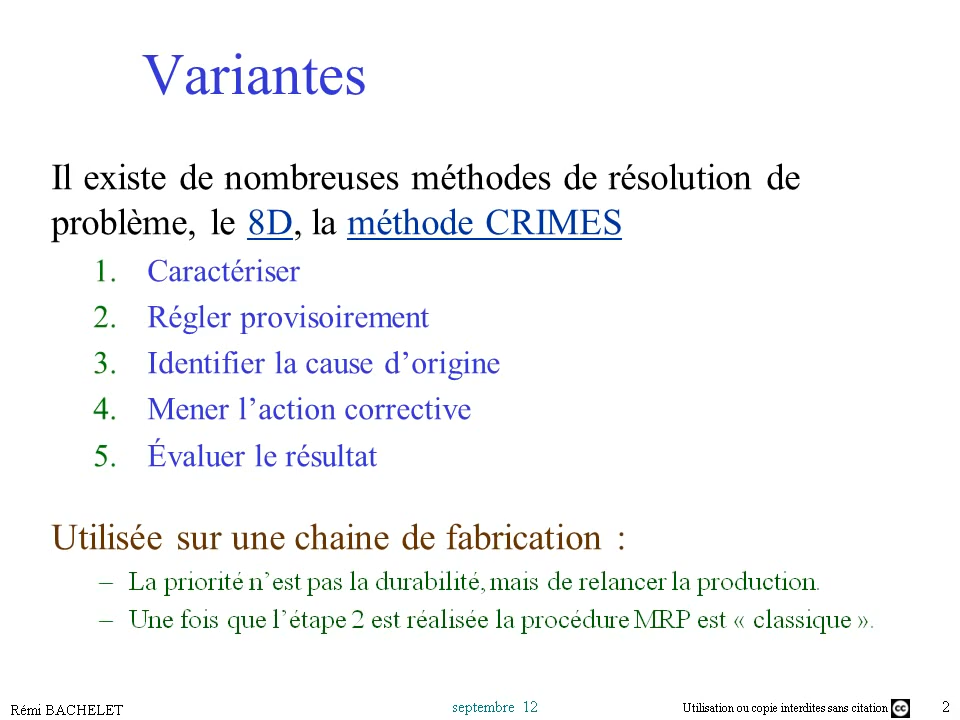 Variantes
Il existe de nombreuses méthodes de résolution de
problème, le 8D, la méthode CRIMES
1. Caractériser
2. Régler provisoirement
3. Identifier la cause d’origine
4. Mener l’action corrective
5. Évaluer le résultat
Utilisée sur une chaine de fabrication :
– La priorité n’est pas la durabilité, mais de relancer la production.
– Une fois que l’étape 2 est réalisée la procédure MRP est « classique ».
Rémi BACHELET
septembre 12
Utilisation ou copie interdites sans citation
cc
2